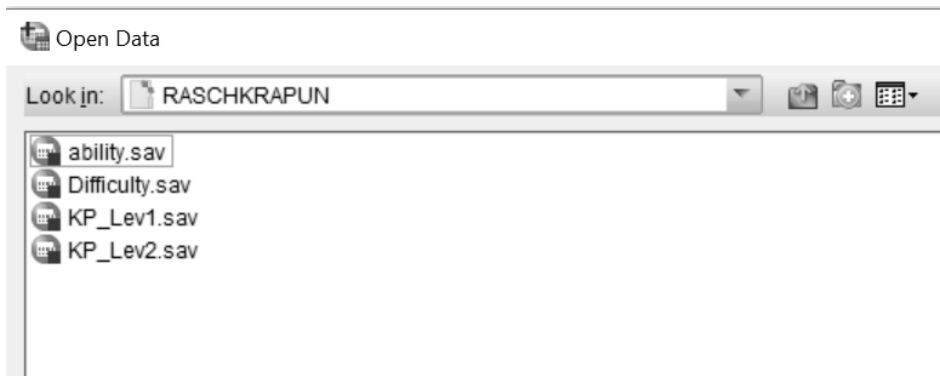 Open Data
Look in: RASCHKRAPUN
ability.sav
Difficulty.sav
KP_Lev1.sav
KP_Lev2.sav